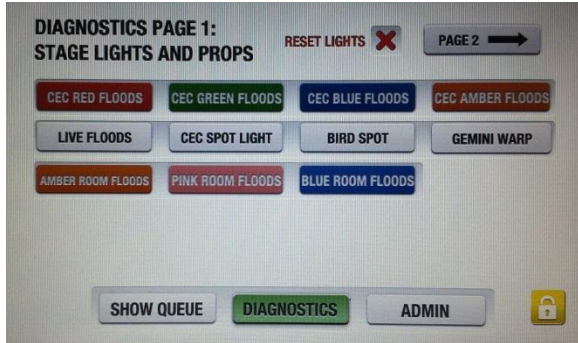 DIAGNOSTICS PAGE 1:
STAGE LIGHTS AND PROPS
RESET LIGHTS
PAGE 2
CEC RED FLOODS
CEC GREEN FLOODS
CEC BLUE FLOODS
CEC AMBER FLOODS
LIVE FLOODS
CEC SPOT LIGHT
BIRD SPOT
GEMINI WARP
AMBER ROOM FLOODS
PINK ROOM FLOODS
BLUE ROOM FLOODS
SHOW QUEUE
DIAGNOSTICS
ADMIN